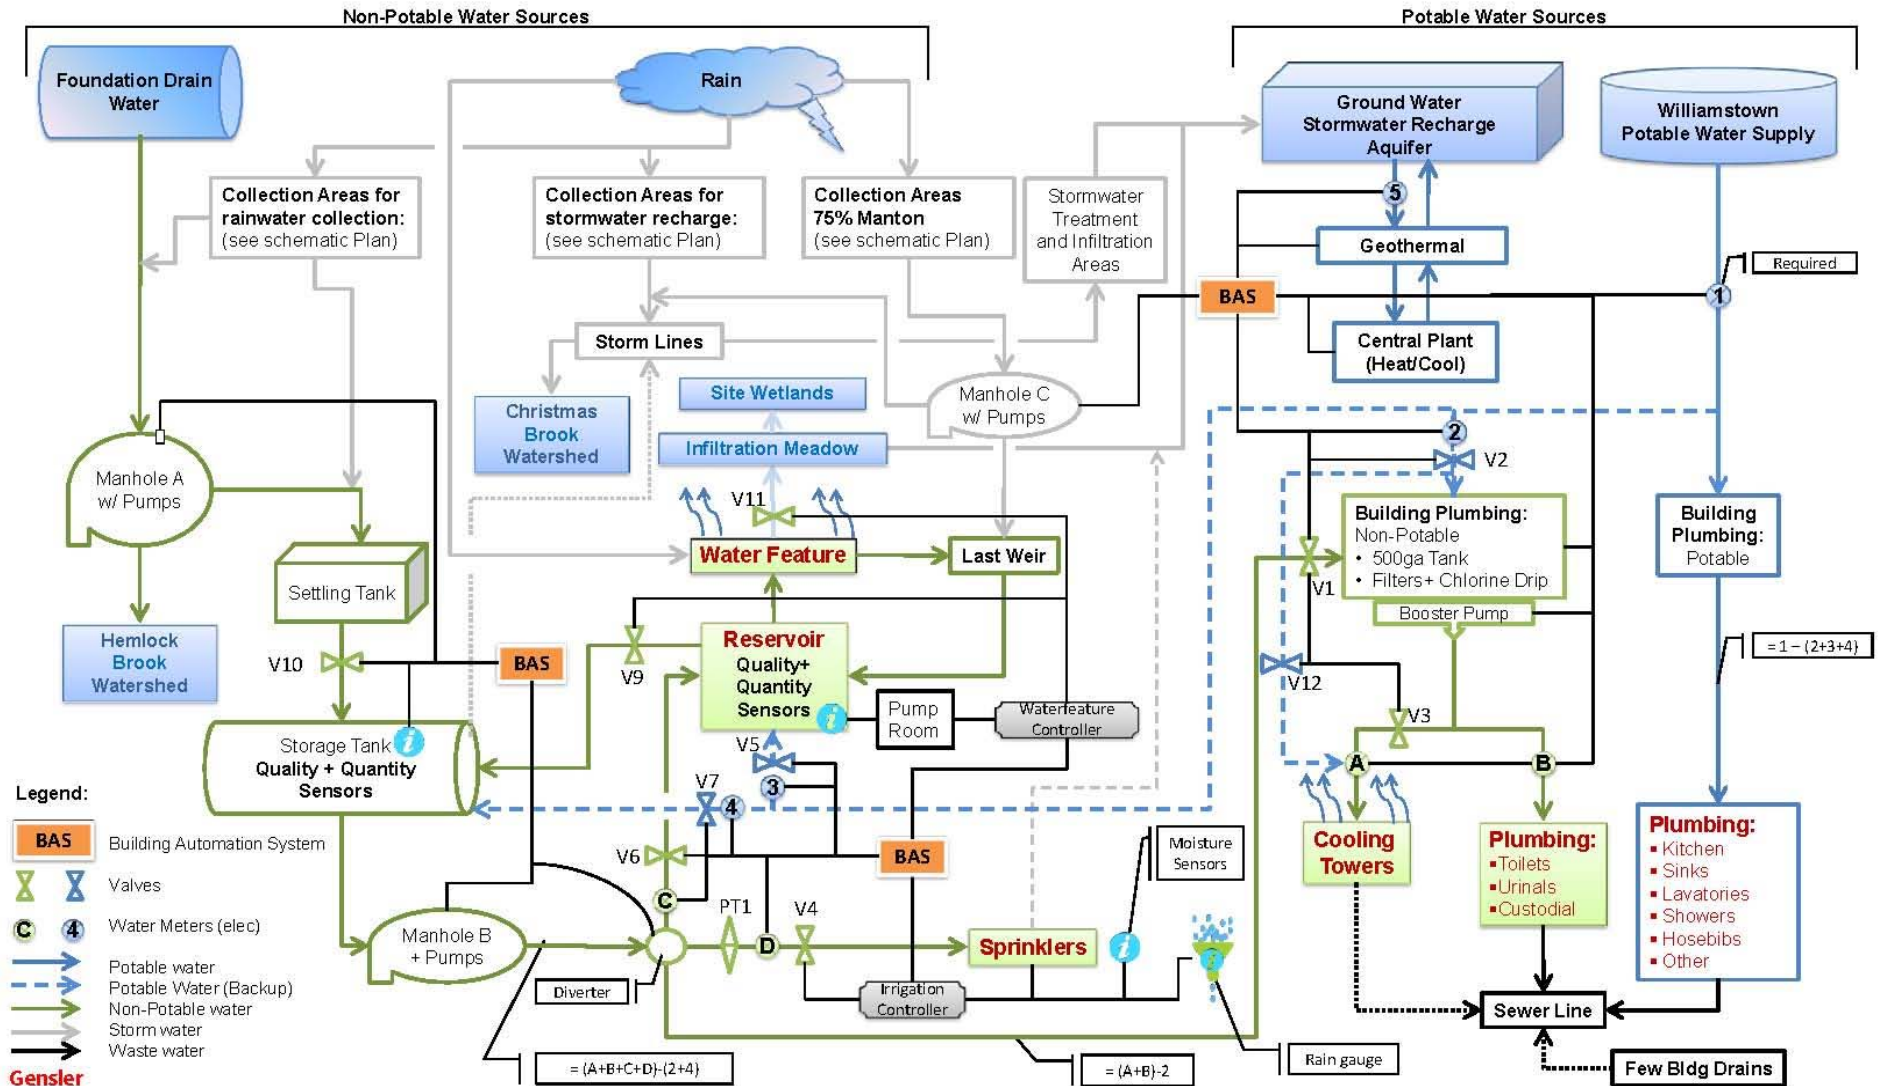 Non-Potable Water Sources
Potable Water Sources
Foundation Drain
Water
Rain
Ground Water
Stormwater Recharge
Aquifer
Williamstown
Potable Water Supply
Collection Areas for
rainwater collection:
(see schematic Plan)
Collection Areas for
stormwater recharge:
(see schematic Plan)
Collection Areas
75% Manton
(see schematic Plan)
Stormwater
Treatment
and Infiltration
Areas
5
Geothermal
Required
BAS
1
Storm Lines
Central Plant
(Heat/Cool)
Site Wetlands
Manhole C
w/ Pumps
Christmas
Brook
Watershed
Infiltration Meadow
2
V2
Manhole A
w/ Pumps
V11
Building Plumbing:
Non-Potable
• 500ga Tank
• Filters+ Chlorine Drip
Building
Plumbing:
Potable
Water Feature
Last Weir
V1
Settling Tank
Booster Pump
Hemlock
Brook
Watershed
V10
BAS
V9
Reservoir
Quality+
Quantity
Sensors
i
Pump
Room
Waterfeature
Controller
V12
= 1 – (2+3+4)
V3
Storage Tank
Quality + Quantity
Sensors
i
V5
A
B
V7
3
4
Legend:
BAS
Building Automation System
Valves
C
4
Water Meters (elec)
Potable water
Potable Water (Backup)
Non-Potable water
Storm water
Waste water
Gensler
V6
BAS
Moisture
Sensors
Cooling
Towers
Plumbing:
▪Toilets
▪Urinals
▪Custodial
Plumbing:
▪ Kitchen
▪ Sinks
▪ Lavatories
▪ Showers
▪ Hosebibs
▪ Other
C
PT1
V4
Manhole B
+ Pumps
D
Sprinklers
i
i
Diverter
Irrigation
Controller
Sewer Line
= (A+B+C+D)-(2+4)
= (A+B)-2
Rain gauge
Few Bldg Drains